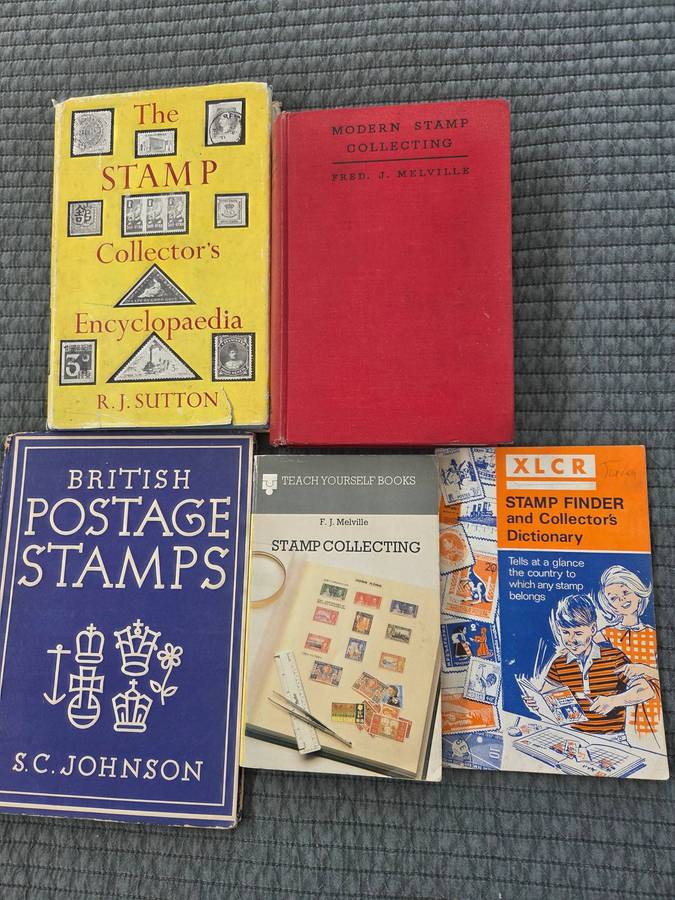 The
STAMP
Collector's
Encyclopaedia
R. J. SUTTON
MODERN STAMP
COLLECTING
FRED. J. MELVILLE
BRITISH
POSTAGE
STAMPS
S.C. JOHNSON
TEACH YOURSELF BOOKS
F. J. Melville
STAMP COLLECTING
XLCR
STAMP FINDER
and Collector's
Dictionary
Tells at a glance
the country to
which any stamp
belongs